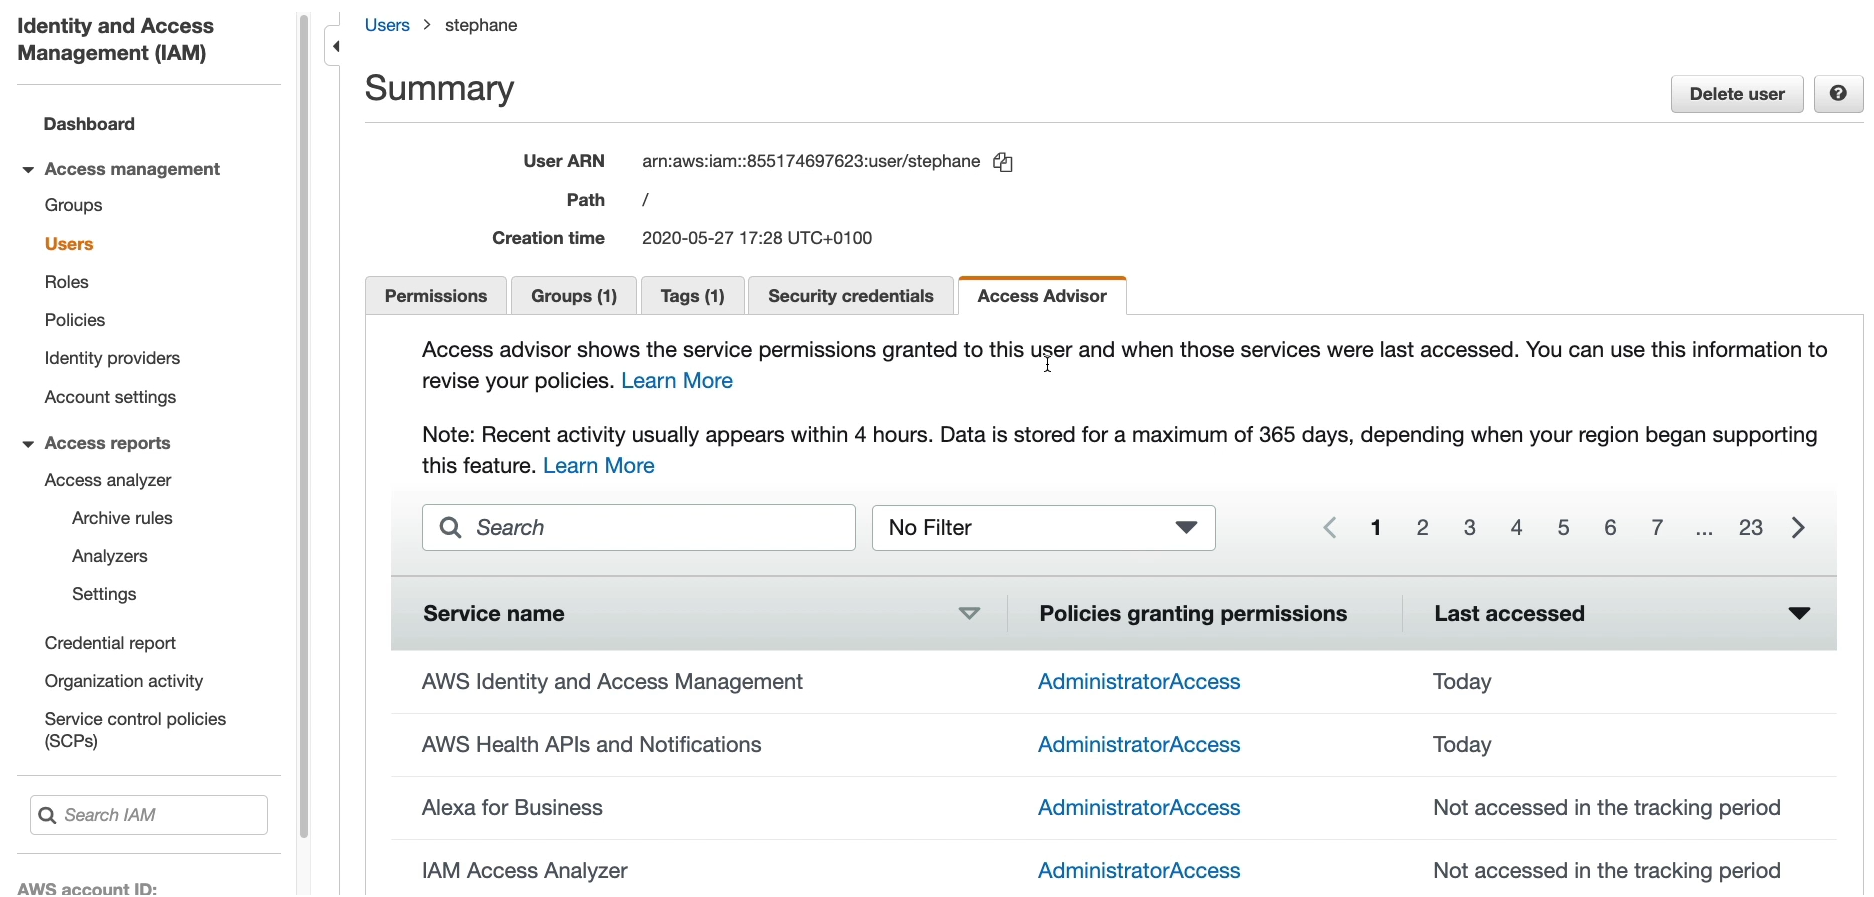 Identity and Access
Management (IAM)
Dashboard
Access management
Groups
Users
Roles
Policies
Identity providers
Account settings
Access reports
Access analyzer
Archive rules
Analyzers
Settings
Credential report
Organization activity
Service control policies
(SCPs)
Search IAM
AWS account ID:
Users > stephane
Summary
Delete user
User ARN arn:aws:iam::855174697623:user/stephane
Path /
Creation time 2020-05-27 17:28 UTC+0100
Permissions Groups (1) Tags (1) Security credentials Access Advisor
Access advisor shows the service permissions granted to this user and when those services were last accessed. You can use this information to
revise your policies. Learn More
Note: Recent activity usually appears within 4 hours. Data is stored for a maximum of 365 days, depending when your region began supporting
this feature. Learn More
Search No Filter 1 2 3 4 5 6 7 ... 23
Service name Policies granting permissions Last accessed
AWS Identity and Access Management AdministratorAccess Today
AWS Health APIs and Notifications AdministratorAccess Today
Alexa for Business AdministratorAccess Not accessed in the tracking period
IAM Access Analyzer AdministratorAccess Not accessed in the tracking period